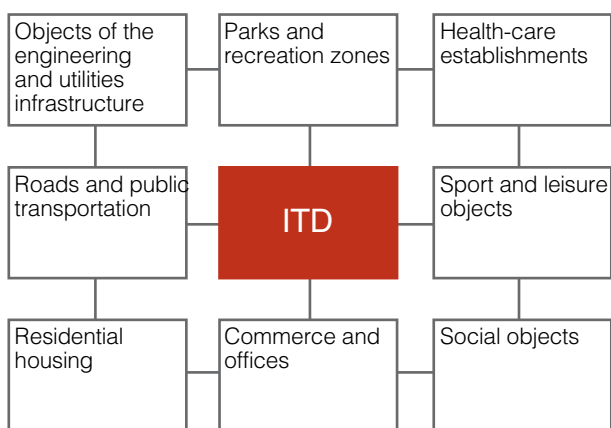 Objects of the
engineering
and utilities
infrastructure
Parks and
recreation zones
Health-care
establishments
Roads and public
transportation
ITD
Sport and leisure
objects
Residential
housing
Commerce and
offices
Social objects